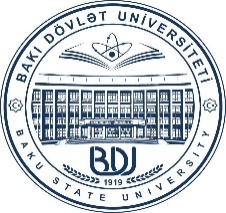 BAKI DÖVLƏT UNİVERSİTETİ
BDU
1919
BAKU STATE UNIVERSITY